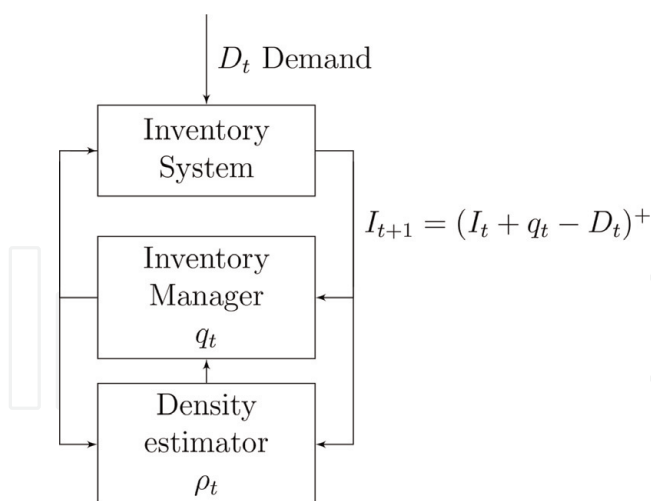 D_t Demand
Inventory
System
I_{t+1} = (I_t + q_t − D_t)^+
Inventory
Manager
q_t
Density
estimator
ρ_t